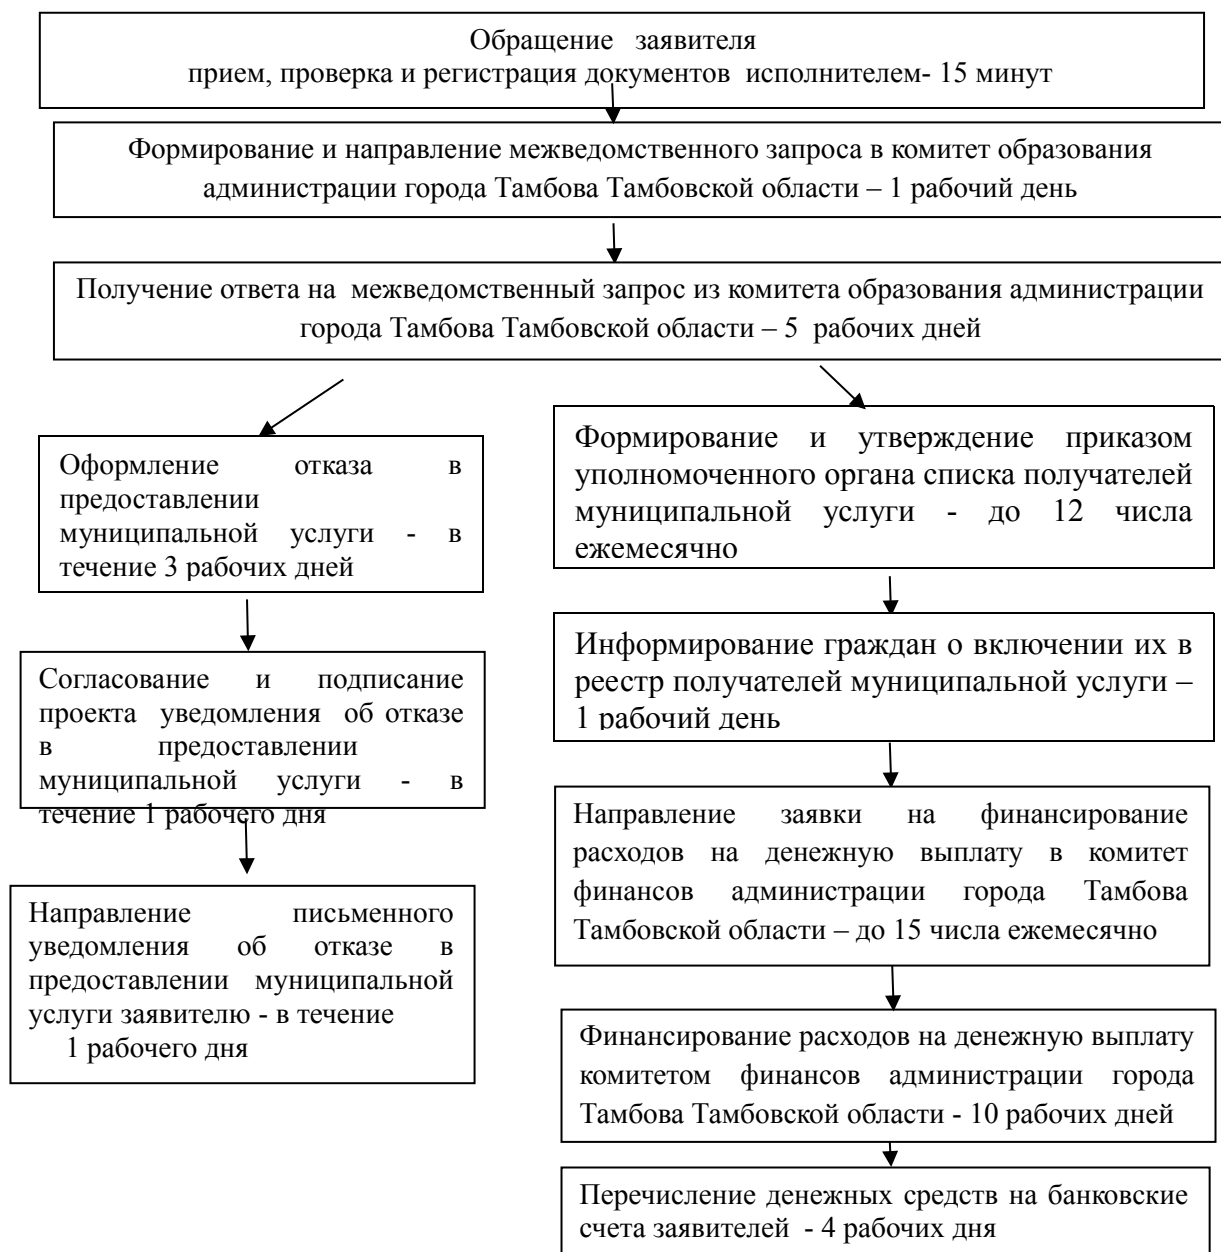 Обращение заявителя
прием, проверка и регистрация документов исполнителем- 15 минут
Формирование и направление межведомственного запроса в комитет образования
администрации города Тамбова Тамбовской области – 1 рабочий день
Получение ответа на межведомственный запрос из комитета образования администрации
города Тамбова Тамбовской области – 5 рабочих дней
Оформление отказа в
предоставлении
муниципальной услуги - в
течение 3 рабочих дней
Согласование и подписание
проекта уведомления об отказе
в предоставлении
муниципальной услуги - в
течение 1 рабочего дня
Направление письменного
уведомления об отказе в
предоставлении муниципальной
услуги заявителю - в течение
1 рабочего дня
Формирование и утверждение приказом
уполномоченного органа списка получателей
муниципальной услуги - до 12 числа
ежемесячно
Информирование граждан о включении их в
реестр получателей муниципальной услуги –
1 рабочий день
Направление заявки на финансирование
расходов на денежную выплату в комитет
финансов администрации города Тамбова
Тамбовской области – до 15 числа ежемесячно
Финансирование расходов на денежную выплату
комитетом финансов администрации города
Тамбова Тамбовской области - 10 рабочих дней
Перечисление денежных средств на банковские
счета заявителей - 4 рабочих дня